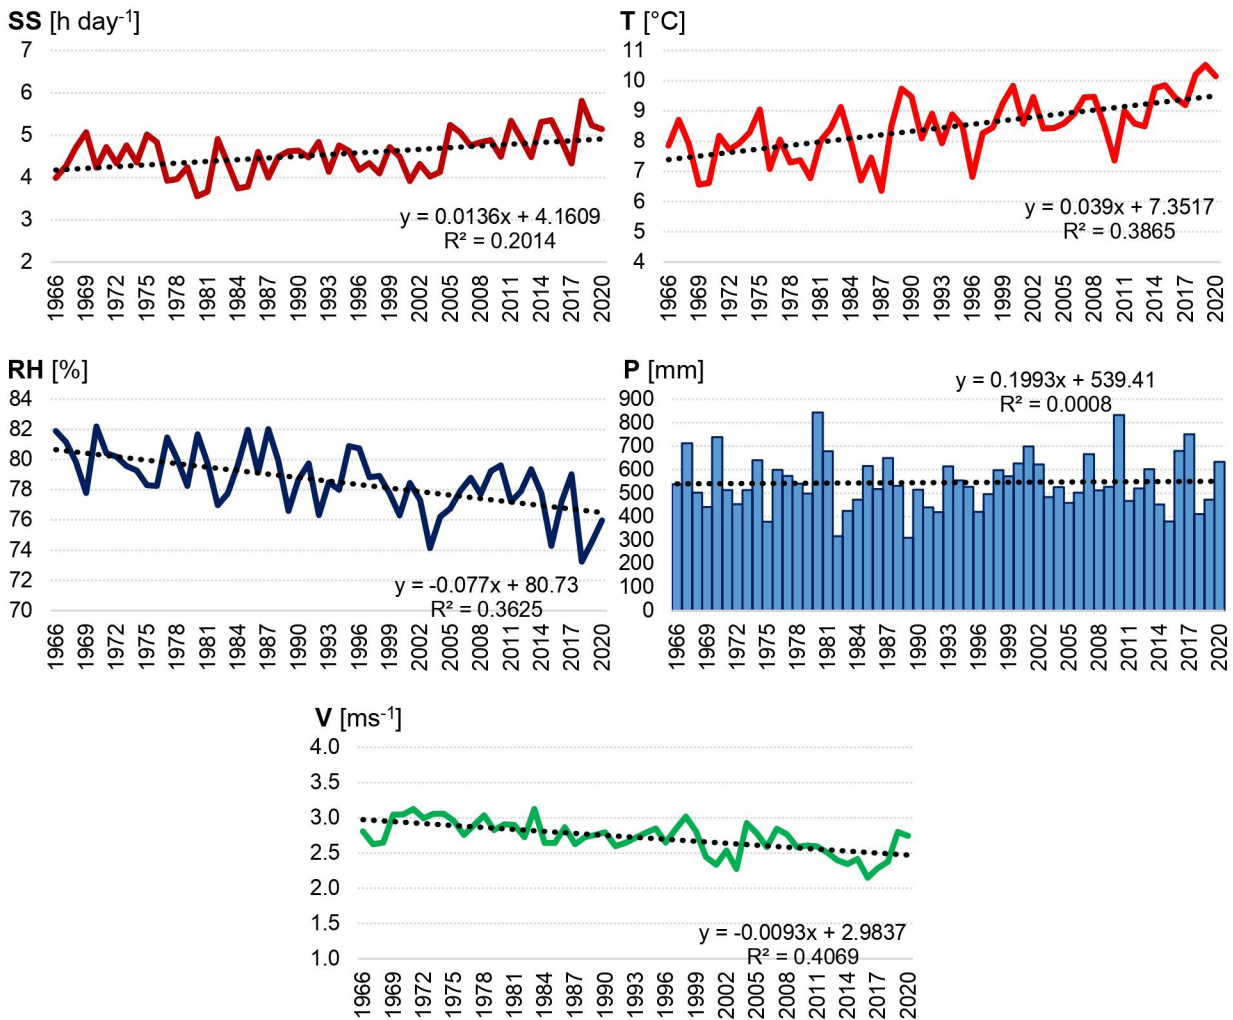 SS [h day-1]
7
6
5
4
3
2
y = 0.0136x + 4.1609
R² = 0.2014
1966 1969 1972 1975 1978 1981 1984 1987 1990 1993 1996 1999 2002 2005 2008 2011 2014 2017 2020
T [°C]
11
10
9
8
7
6
5
4
y = 0.039x + 7.3517
R² = 0.3865
1966 1969 1972 1975 1978 1981 1984 1987 1990 1993 1996 1999 2002 2005 2008 2011 2014 2017 2020
RH [%]
84
82
80
78
76
74
72
70
y = -0.077x + 80.73
R² = 0.3625
1966 1969 1972 1975 1978 1981 1984 1987 1990 1993 1996 1999 2002 2005 2008 2011 2014 2017 2020
P [mm]
y = 0.1993x + 539.41
R² = 0.0008
900
800
700
600
500
400
300
200
100
0
1966 1969 1972 1975 1978 1981 1984 1987 1990 1993 1996 1999 2002 2005 2008 2011 2014 2017 2020
V [ms-1]
4.0
3.5
3.0
2.5
2.0
1.5
1.0
y = -0.0093x + 2.9837
R² = 0.4069
1966 1969 1972 1975 1978 1981 1984 1987 1990 1993 1996 1999 2002 2005 2008 2011 2014 2017 2020